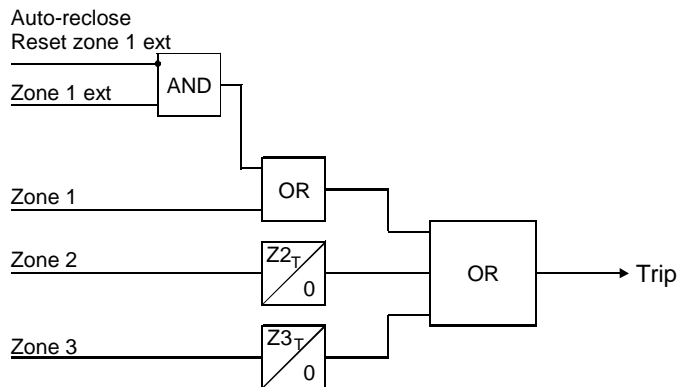 Auto-reclose
Reset zone 1 ext
AND
Zone 1 ext
OR
Zone 1
Zone 2
Z2T
0
OR
Trip
Zone 3
Z3T
0